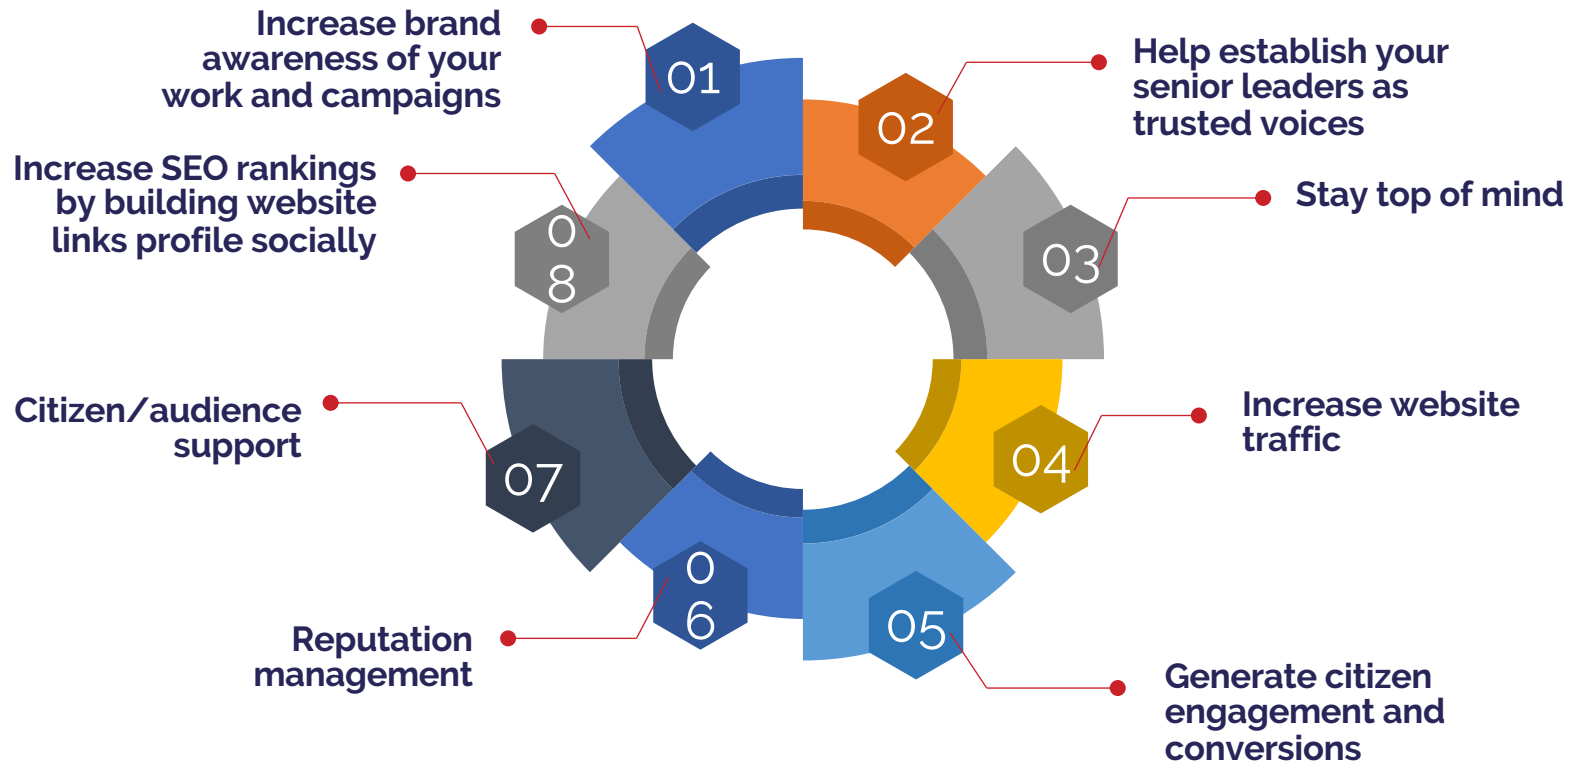 01
Increase brand
awareness of your
work and campaigns
02
Help establish your
senior leaders as
trusted voices
03
Stay top of mind
04
Increase website
traffic
05
Generate citizen
engagement and
conversions
0
6
Reputation
management
07
Citizen/audience
support
0
8
Increase SEO rankings
by building website
links profile socially